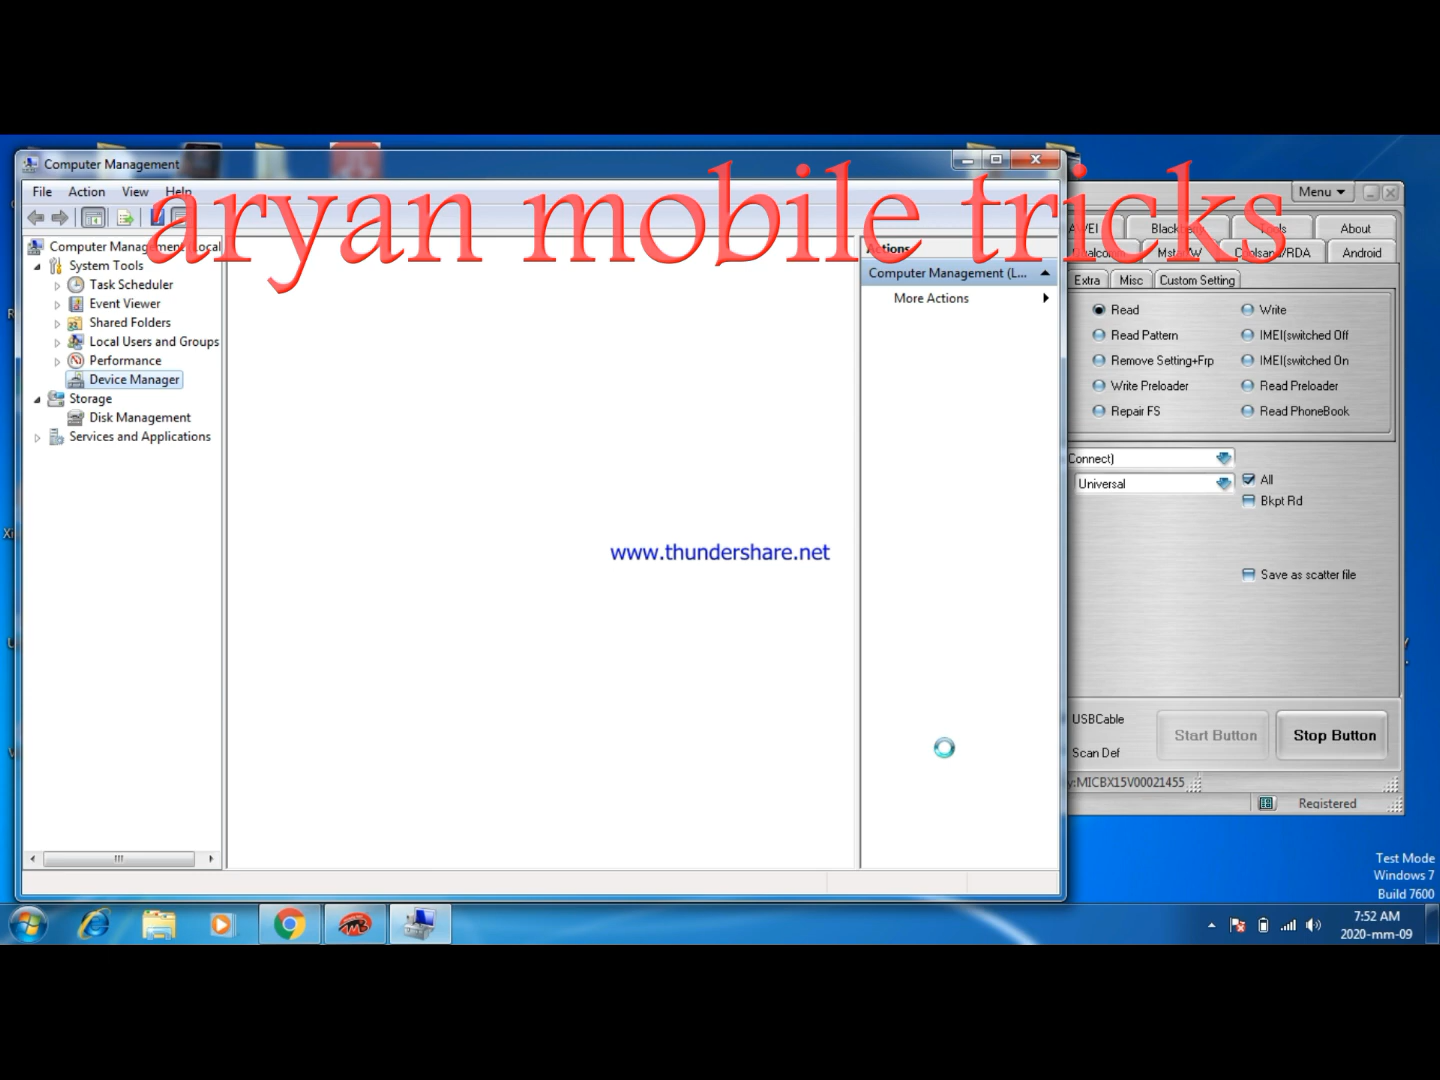 Computer Management
File Action View Help
aryan mobile tricks
Computer Management (Local
System Tools
Task Scheduler
Event Viewer
Shared Folders
Local Users and Groups
Performance
Device Manager
Storage
Disk Management
Services and Applications
Actions
Computer Management (L...
More Actions
www.thundershare.net
Menu
Tools About
Android
Extra Misc Custom Setting
Read Write
Read Pattern IMEI(switched Off
Remove Setting+Frp IMEI(switched On
Write Preloader Read Preloader
Repair FS Read PhoneBook
Connect)
Universal All
Bkpt Rd
Save as scatter file
USBCable
Start Button Stop Button
Scan Def
y:MICBX15V00021455
Registered
Test Mode
Windows 7
Build 7600
7:52 AM
2020-mm-09